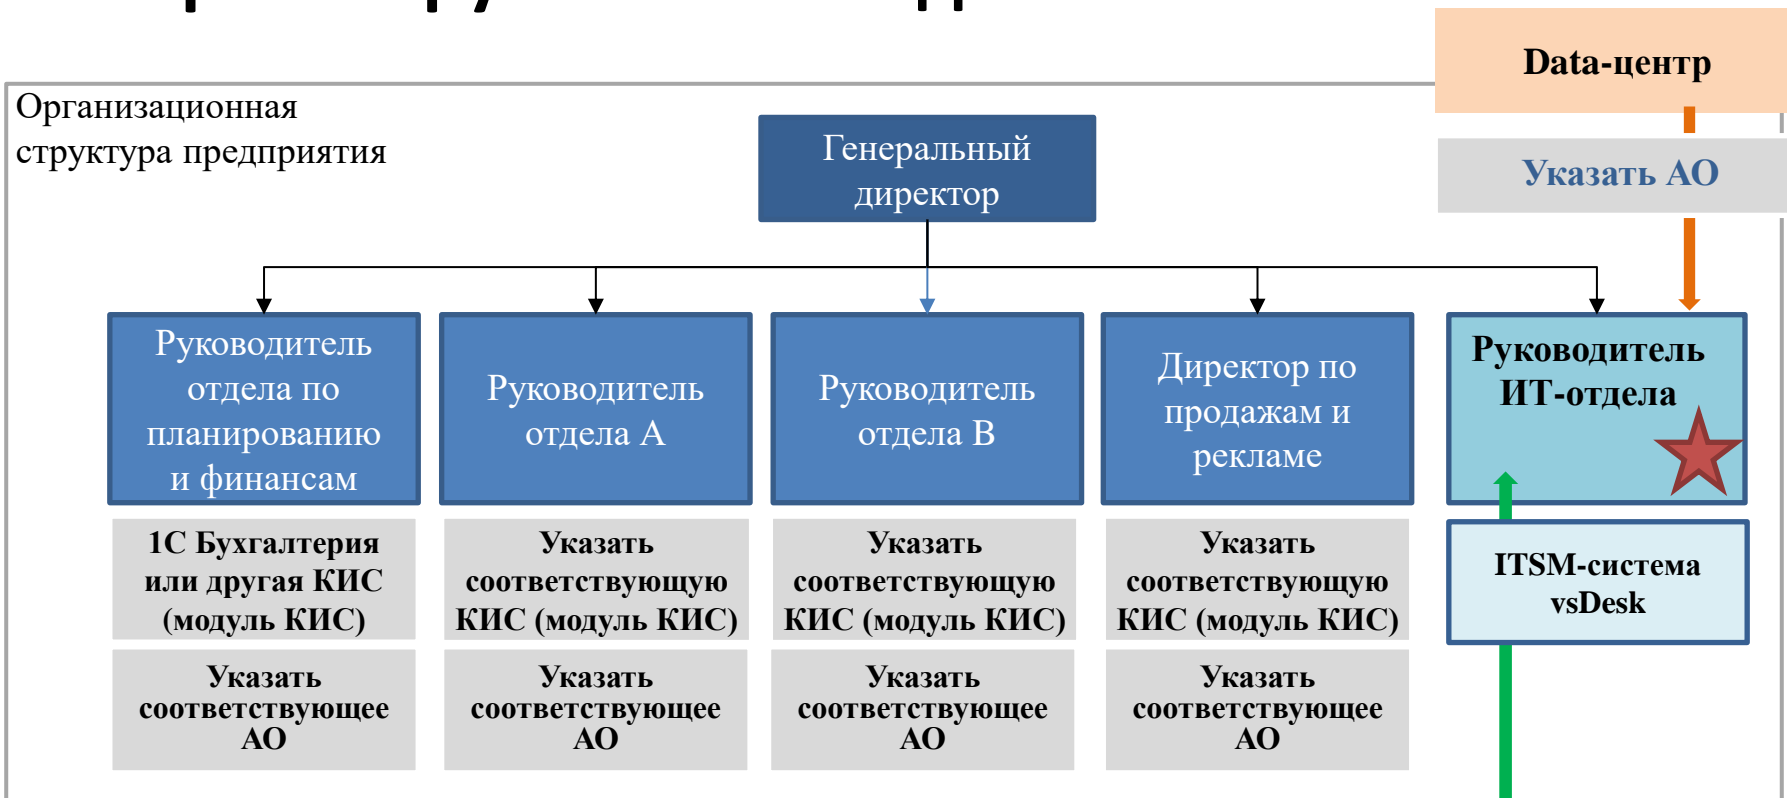 Data-центр
Организационная
структура предприятия
Генеральный
директор
Указать АО
Руководитель
отдела по
планированию
и финансам
Руководитель
отдела А
Руководитель
отдела В
Директор по
продажам и
рекламе
Руководитель
ИТ-отдела
1С Бухгалтерия
или другая КИС
(модуль КИС)
Указать
соответствующую
КИС (модуль КИС)
Указать
соответствующую
КИС (модуль КИС)
Указать
соответствующую
КИС (модуль КИС)
ITSM-система
vsDesk
Указать
соответствующее
АО
Указать
соответствующее
АО
Указать
соответствующее
АО
Указать
соответствующее
АО